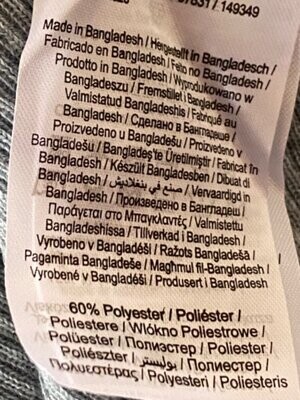 7831 / 149349
Made in Bangladesh / Hergestellt in Bangladesch /
Fabricado en Bangladesh / Feito no Bangladesh /
Prodotto in Bangladesh / Wyprodukowano w
Bangladeszu / Fremstillet i Bangladesh /
Valmistatud Bangladeshis / Fabriqué au
Bangladesh / Сделано в Бангладеше /
Proizvedeno u Bangladešu / Proizvedeno v
Bangladešu / Bangladeş'te Üretilmiştir / Fabricat în
Bangladesh / Készült Bangladesben / Dibuat di
Bangladesh / صنع في بنغلاديش / Vervaardigd in
Bangladesh / Произведено в Бангладеш /
Παράγεται στο Μπαγκλαντές / Valmistettu
Bangladeshissa / Tillverkad i Bangladesh /
Vyrobeno v Bangladéši / Ražots Bangladešā /
Pagaminta Bangladeše / Magħmul fil-Bangladesh /
Vyrobené v Bangladéši / Produsert i Bangladesh
60% Polyester / Poliéster /
Poliestere / Włókno Poliestrowe /
Polüester / Полиэстер / Poliester /
Poliészter / بوليستر / Полиестер /
Πολυεστέρας / Polyesteri / Poliesteris